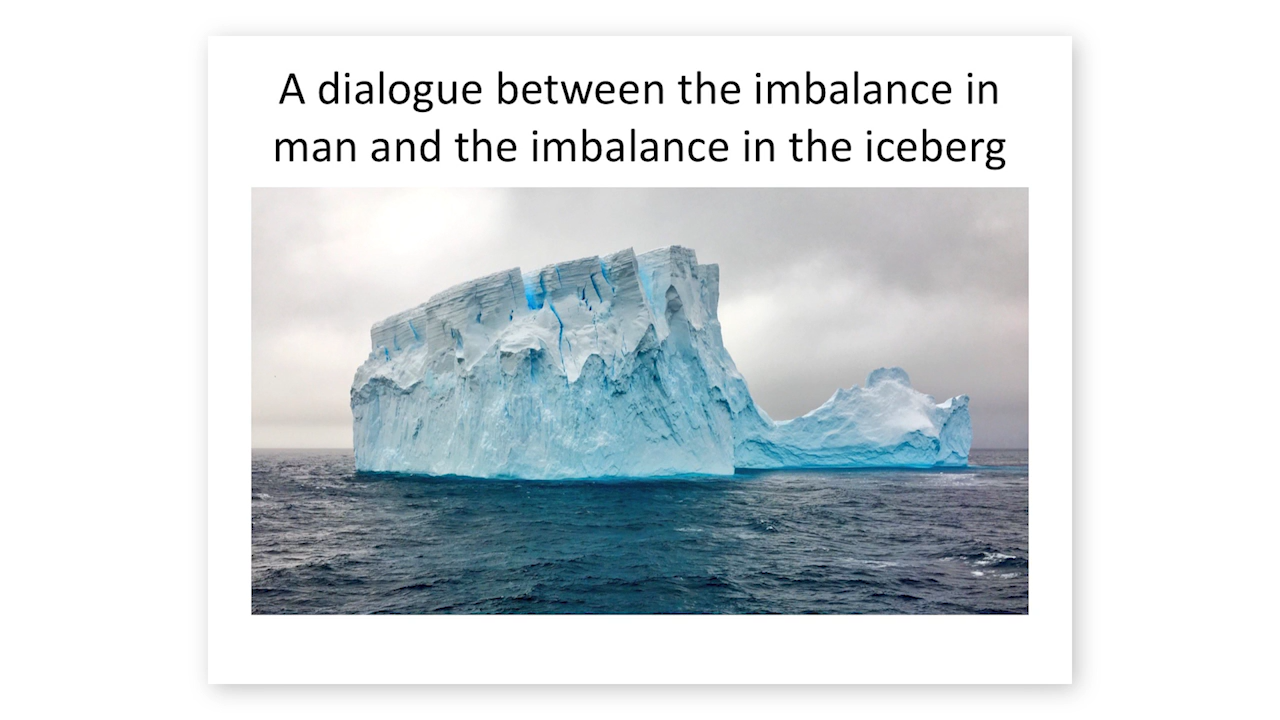 A dialogue between the imbalance in
man and the imbalance in the iceberg